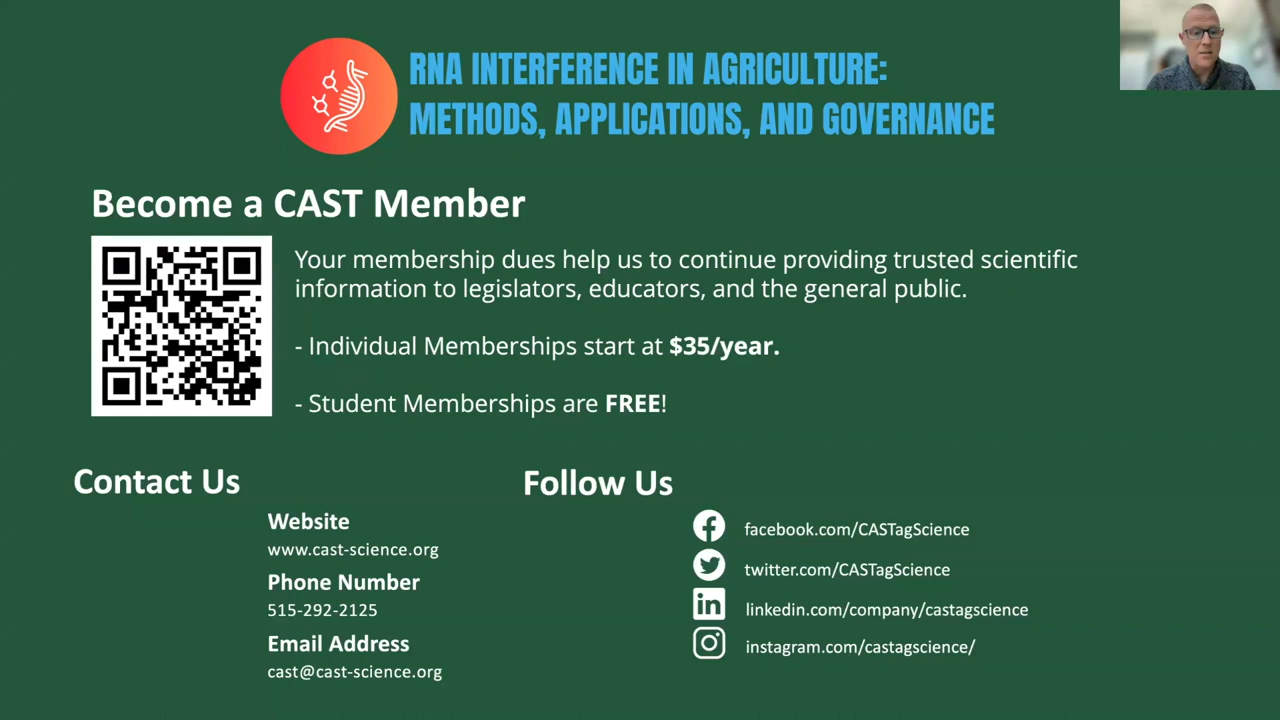 RNA INTERFERENCE IN AGRICULTURE:
METHODS, APPLICATIONS, AND GOVERNANCE
Become a CAST Member
Your membership dues help us to continue providing trusted scientific
information to legislators, educators, and the general public.
- Individual Memberships start at $35/year.
- Student Memberships are FREE!
Contact Us
Website
www.cast-science.org
Phone Number
515-292-2125
Email Address
cast@cast-science.org
Follow Us
facebook.com/CASTagScience
twitter.com/CASTagScience
linkedin.com/company/castagscience
instagram.com/castagscience/